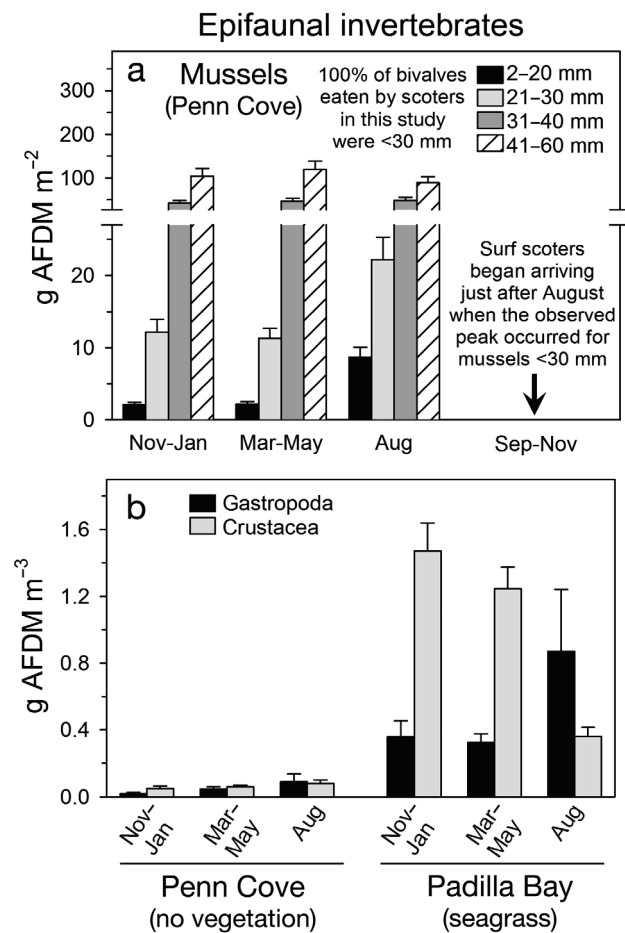 Epifaunal invertebrates
a
Mussels
(Penn Cove)
100% of bivalves
eaten by scoters
in this study
were <30 mm
2–20 mm
21–30 mm
31–40 mm
41–60 mm
g AFDM m⁻²
300
200
100
20
10
0
Surf scoters
began arriving
just after August
when the observed
peak occurred for
mussels <30 mm
Nov-Jan
Mar-May
Aug
Sep-Nov
b
Gastropoda
Crustacea
g AFDM m⁻³
1.6
1.2
0.8
0.4
0.0
Nov–
Jan
Mar–
May
Aug
Nov–
Jan
Mar–
May
Aug
Penn Cove
(no vegetation)
Padilla Bay
(seagrass)